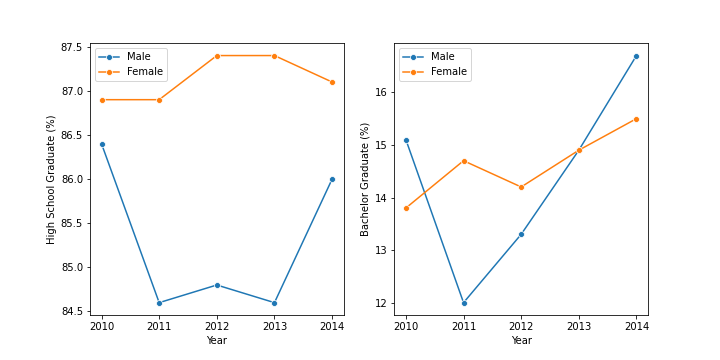 Male
Female
87.5
87.0
86.5
86.0
85.5
85.0
84.5
High School Graduate (%)
2010 2011 2012 2013 2014
Year
Male
Female
16
15
14
13
12
Bachelor Graduate (%)
2010 2011 2012 2013 2014
Year